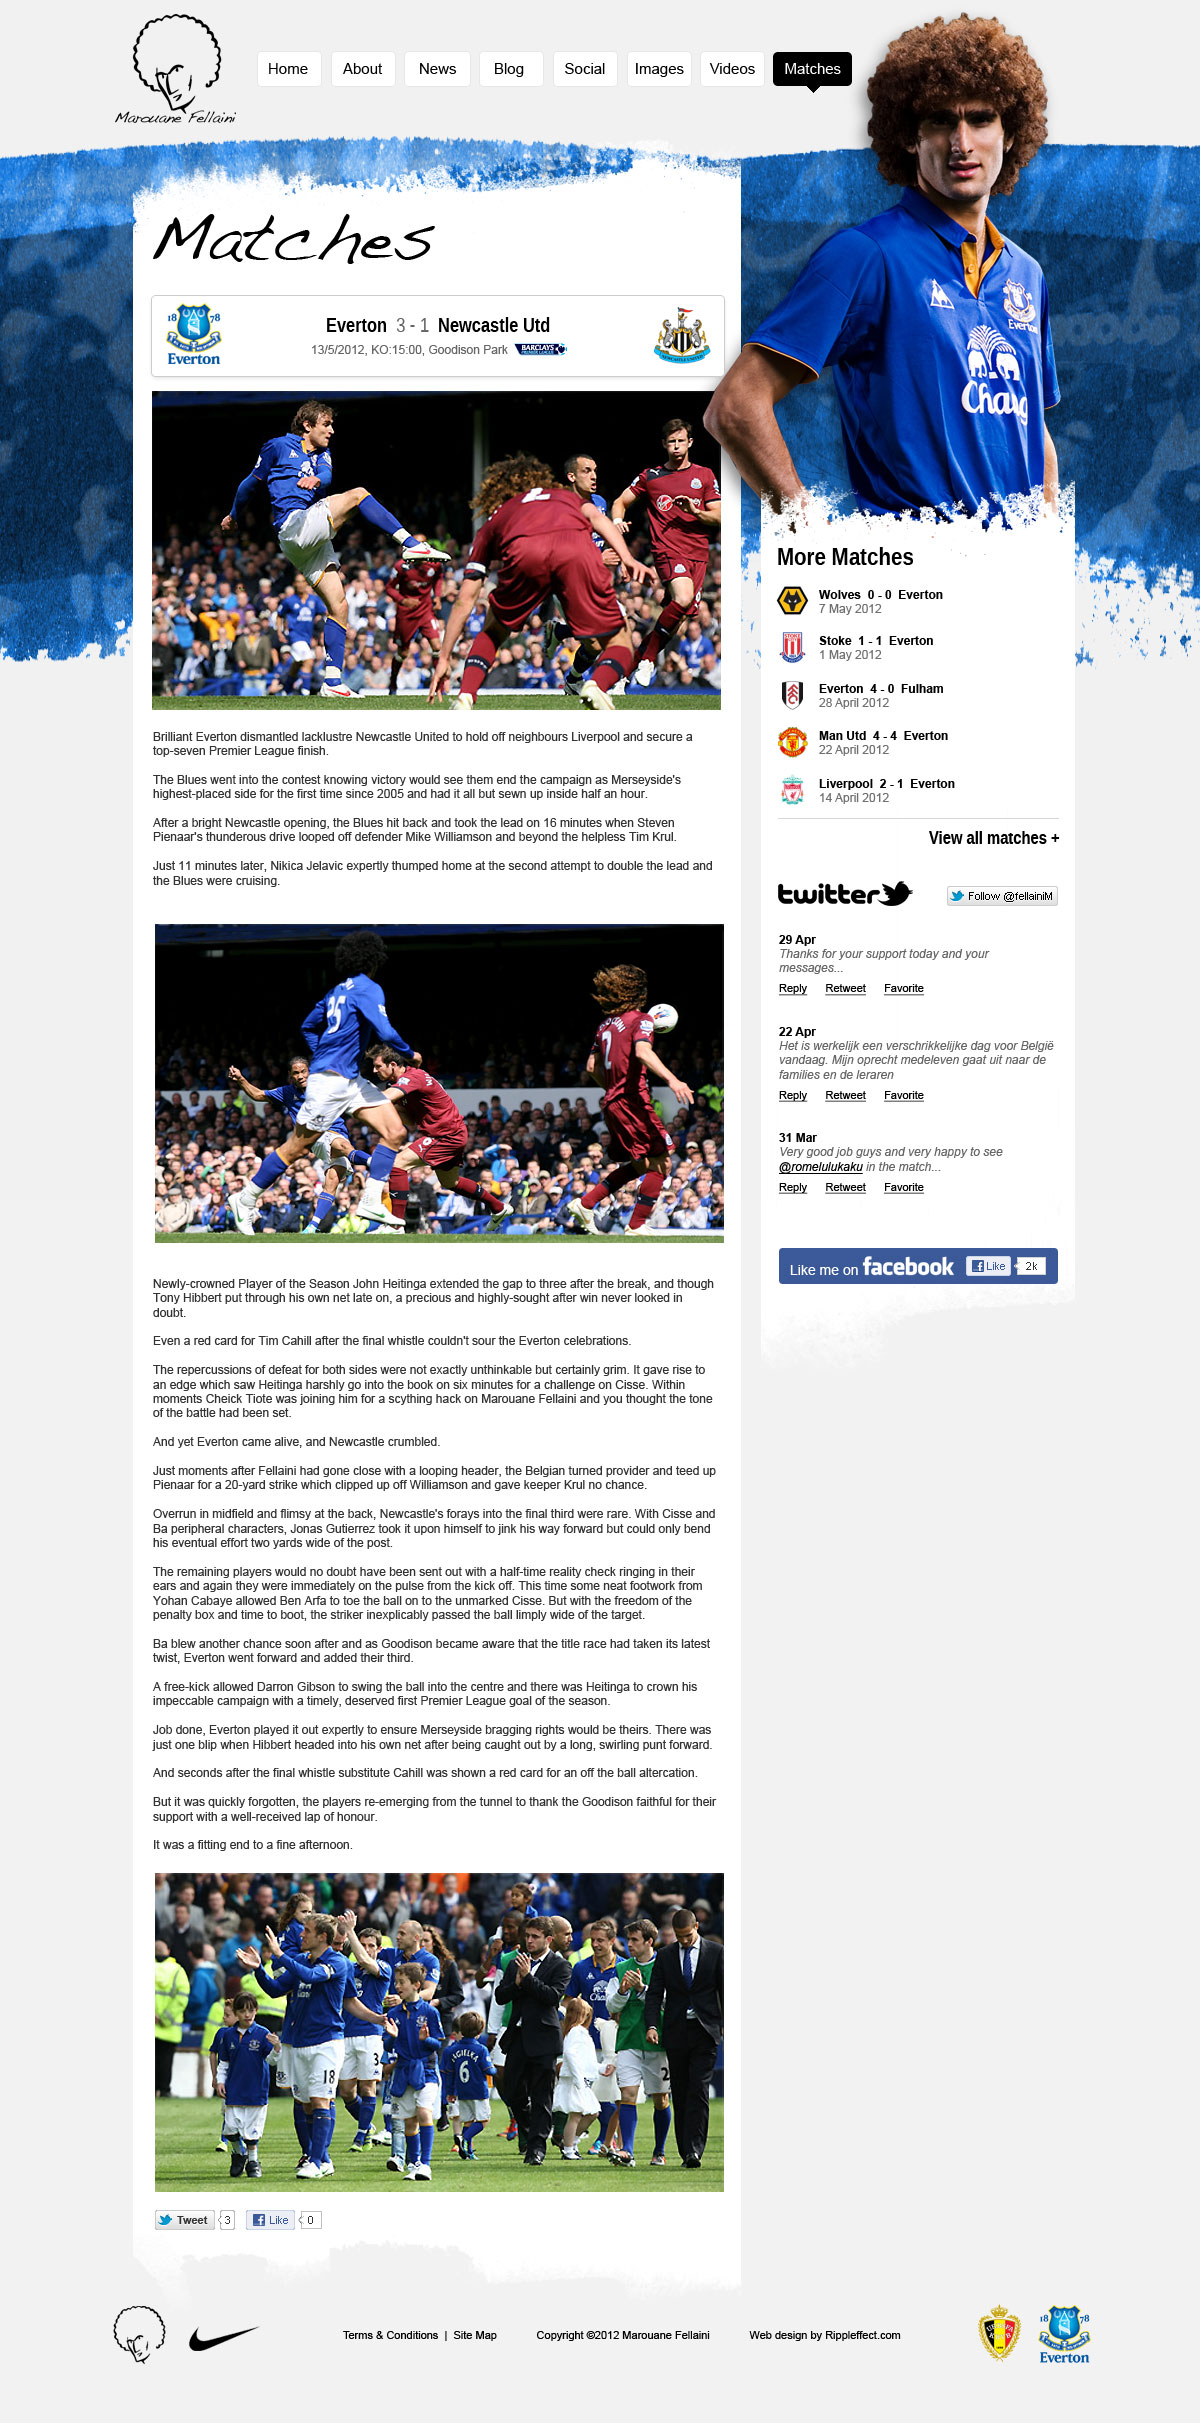 Marouane Fellaini
Home
About
News
Blog
Social
Images
Videos
Matches
Matches
18 78
Everton
Everton 3 - 1 Newcastle Utd
13/5/2012, KO:15:00, Goodison Park
BARCLAYS
PREMIER LEAGUE
NEWCASTLE UNITED
Everton
Chang
Brilliant Everton dismantled lacklustre Newcastle United to hold off neighbours Liverpool and secure a
top-seven Premier League finish.
The Blues went into the contest knowing victory would see them end the campaign as Merseyside's
highest-placed side for the first time since 2005 and had it all but sewn up inside half an hour.
After a bright Newcastle opening, the Blues hit back and took the lead on 16 minutes when Steven
Pienaar's thunderous drive looped off defender Mike Williamson and beyond the helpless Tim Krul.
Just 11 minutes later, Nikica Jelavic expertly thumped home at the second attempt to double the lead and
the Blues were cruising.
25
2
Newly-crowned Player of the Season John Heitinga extended the gap to three after the break, and though
Tony Hibbert put through his own net late on, a precious and highly-sought after win never looked in
doubt.
Even a red card for Tim Cahill after the final whistle couldn't sour the Everton celebrations.
The repercussions of defeat for both sides were not exactly unthinkable but certainly grim. It gave rise to
an edge which saw Heitinga harshly go into the book on six minutes for a challenge on Cisse. Within
moments Cheick Tiote was joining him for a scything hack on Marouane Fellaini and you thought the tone
of the battle had been set.
And yet Everton came alive, and Newcastle crumbled.
Just moments after Fellaini had gone close with a looping header, the Belgian turned provider and teed up
Pienaar for a 20-yard strike which clipped up off Williamson and gave keeper Krul no chance.
Overrun in midfield and flimsy at the back, Newcastle's forays into the final third were rare. With Cisse and
Ba peripheral characters, Jonas Gutierrez took it upon himself to jink his way forward but could only bend
his eventual effort two yards wide of the post.
The remaining players would no doubt have been sent out with a half-time reality check ringing in their
ears and again they were immediately on the pulse from the kick off. This time some neat footwork from
Yohan Cabaye allowed Ben Arfa to toe the ball on to the unmarked Cisse. But with the freedom of the
penalty box and time to boot, the striker inexplicably passed the ball limply wide of the target.
Ba blew another chance soon after and as Goodison became aware that the title race had taken its latest
twist, Everton went forward and added their third.
A free-kick allowed Darron Gibson to swing the ball into the centre and there was Heitinga to crown his
impeccable campaign with a timely, deserved first Premier League goal of the season.
Job done, Everton played it out expertly to ensure Merseyside bragging rights would be theirs. There was
just one blip when Hibbert headed into his own net after being caught out by a long, swirling punt forward.
And seconds after the final whistle substitute Cahill was shown a red card for an off the ball altercation.
But it was quickly forgotten, the players re-emerging from the tunnel to thank the Goodison faithful for their
support with a well-received lap of honour.
It was a fitting end to a fine afternoon.
18
3
JAGIELKA
6
2
Tweet
3
Like
0
More Matches
Wolves 0 - 0 Everton
7 May 2012
Stoke 1 - 1 Everton
1 May 2012
Everton 4 - 0 Fulham
28 April 2012
Man Utd 4 - 4 Everton
22 April 2012
Liverpool 2 - 1 Everton
14 April 2012
View all matches +
twitter
Follow @fellainiM
29 Apr
Thanks for your support today and your
messages...
Reply Retweet Favorite
22 Apr
Het is werkelijk een verschrikkelijke dag voor België
vandaag. Mijn oprecht medeleven gaat uit naar de
families en de leraren
Reply Retweet Favorite
31 Mar
Very good job guys and very happy to see
@romelulukaku in the match...
Reply Retweet Favorite
Like me on facebook
Like
2k
Terms & Conditions | Site Map
Copyright ©2012 Marouane Fellaini
Web design by Rippleffect.com
18 78
Everton